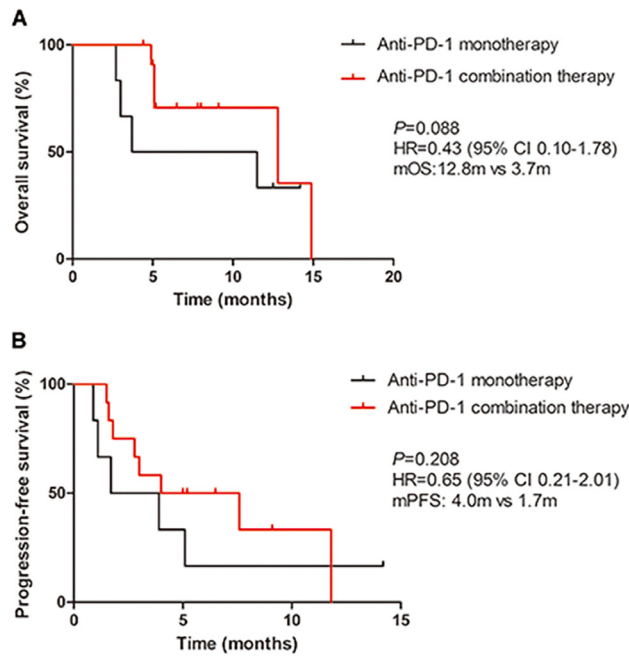 A
Overall survival (%)
100
50
0
0 5 10 15 20
Time (months)
Anti-PD-1 monotherapy
Anti-PD-1 combination therapy
P=0.088
HR=0.43 (95% CI 0.10-1.78)
mOS:12.8m vs 3.7m
B
Progression-free survival (%)
100
50
0
0 5 10 15
Time (months)
Anti-PD-1 monotherapy
Anti-PD-1 combination therapy
P=0.208
HR=0.65 (95% CI 0.21-2.01)
mPFS: 4.0m vs 1.7m